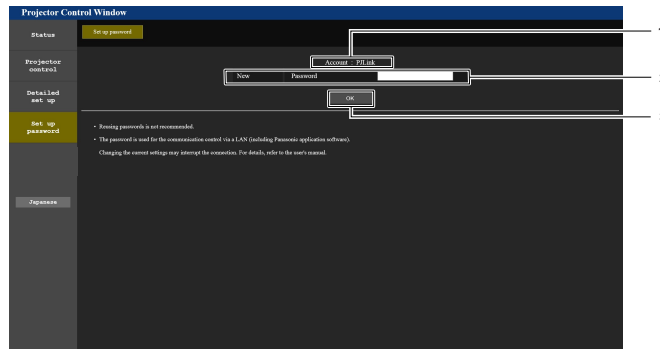 Projector Control Window
Status
Set up password
Projector
control
Account : PJLink
New Password
Detailed
set up
OK
Set up
password
• Reusing passwords is not recommended.
• The password is used for the communication control via a LAN (including Panasonic application software).
Changing the current settings may interrupt the connection. For details, refer to the user's manual.
Japanese